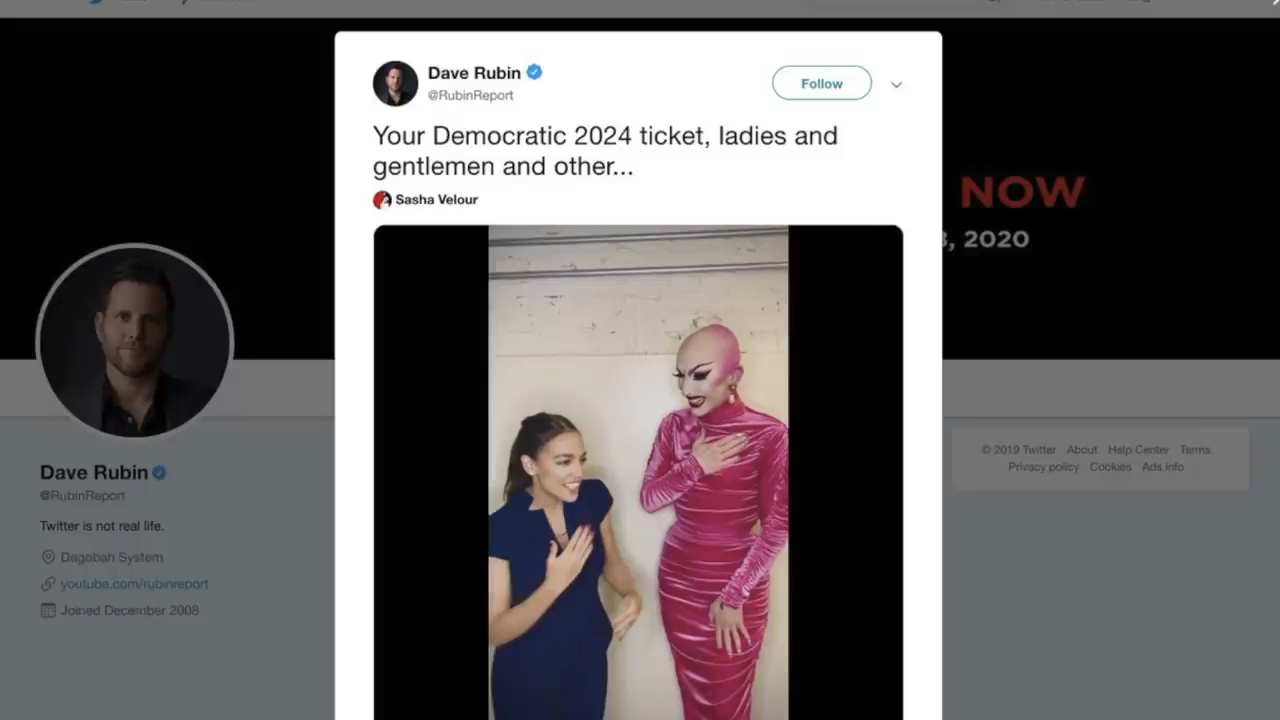 Dave Rubin
@RubinReport
Follow
Your Democratic 2024 ticket, ladies and
gentlemen and other...
Sasha Velour
NOW
3, 2020
Dave Rubin
@RubinReport
Twitter is not real life.
Dagobah System
youtube.com/rubinreport
Joined December 2008
© 2019 Twitter About Help Center Terms
Privacy policy Cookies Ads info